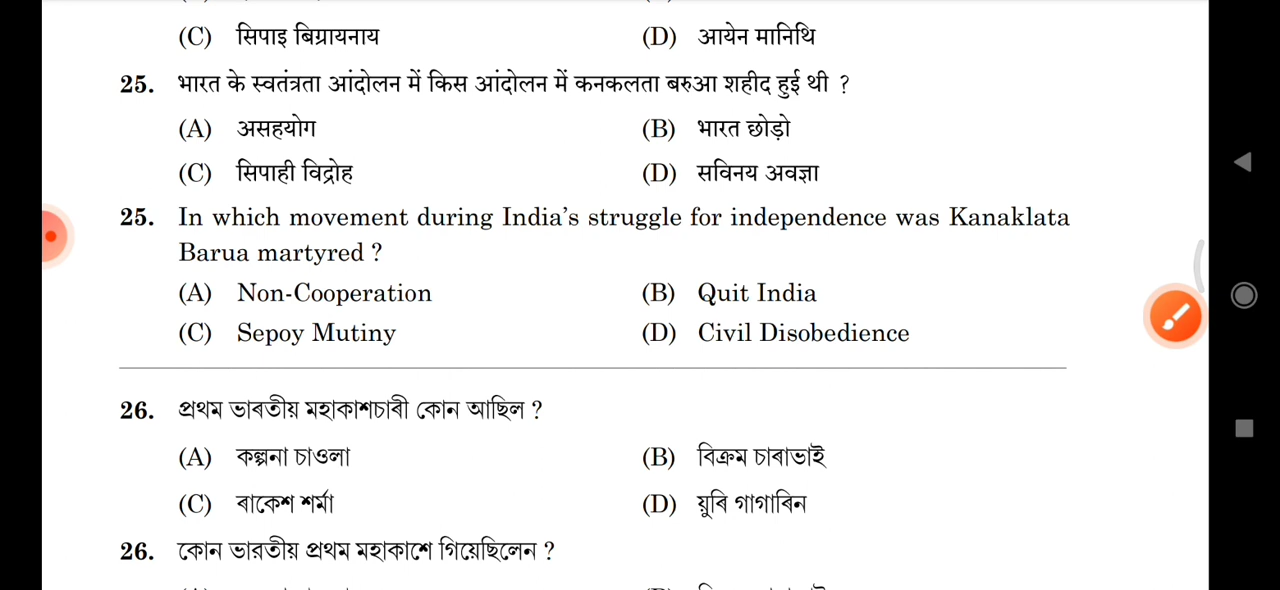 (C) सिपाइ बिग्रायनाय (D) आयेन मानिथि
25. भारत के स्वतंत्रता आंदोलन में किस आंदोलन में कनकलता बरुआ शहीद हुई थी ?
(A) असहयोग (B) भारत छोड़ो
(C) सिपाही विद्रोह (D) सविनय अवज्ञा
25. In which movement during India's struggle for independence was Kanaklata
Barua martyred ?
(A) Non-Cooperation (B) Quit India
(C) Sepoy Mutiny (D) Civil Disobedience
26. প্ৰথম ভাৰতীয় মহাকাশচাৰী কোন আছিল ?
(A) কল্পনা চাওলা (B) বিক্ৰম চাৰাভাই
(C) ৰাকেশ শৰ্মা (D) য়ুৰি গাগাৰিন
26. কোন ভারতীয় প্রথম মহাকাশে গিয়েছিলেন ?